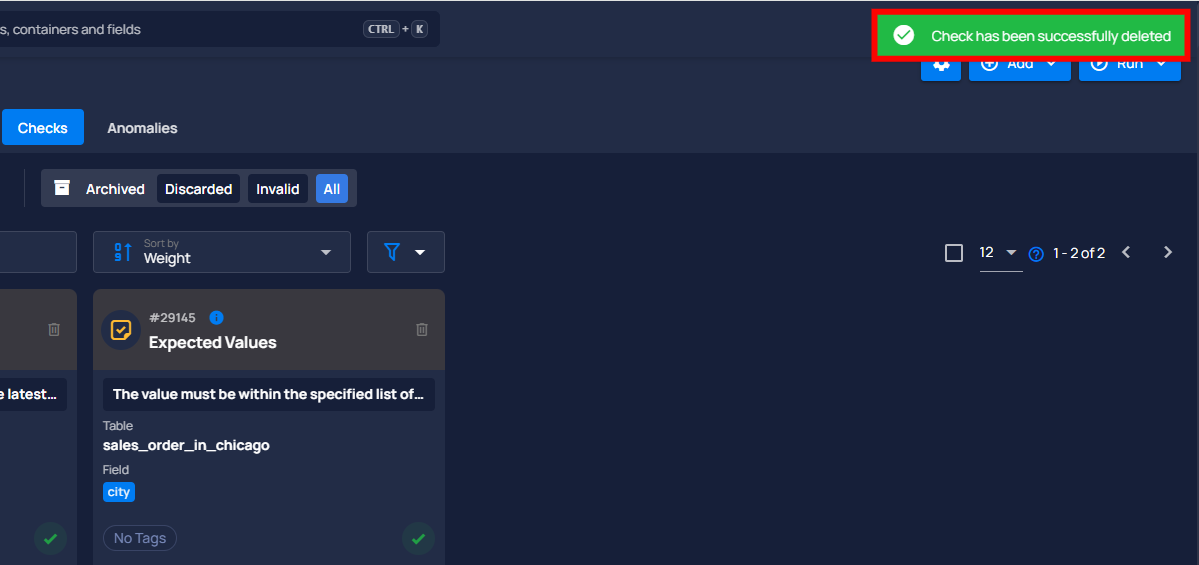 s, containers and fields
CTRL + K
Check has been successfully deleted
Add
Run
Checks
Anomalies
Archived
Discarded
Invalid
All
Sort by
Weight
12
1 - 2 of 2
#29145
Expected Values
e latest...
The value must be within the specified list of...
Table
sales_order_in_chicago
Field
city
No Tags